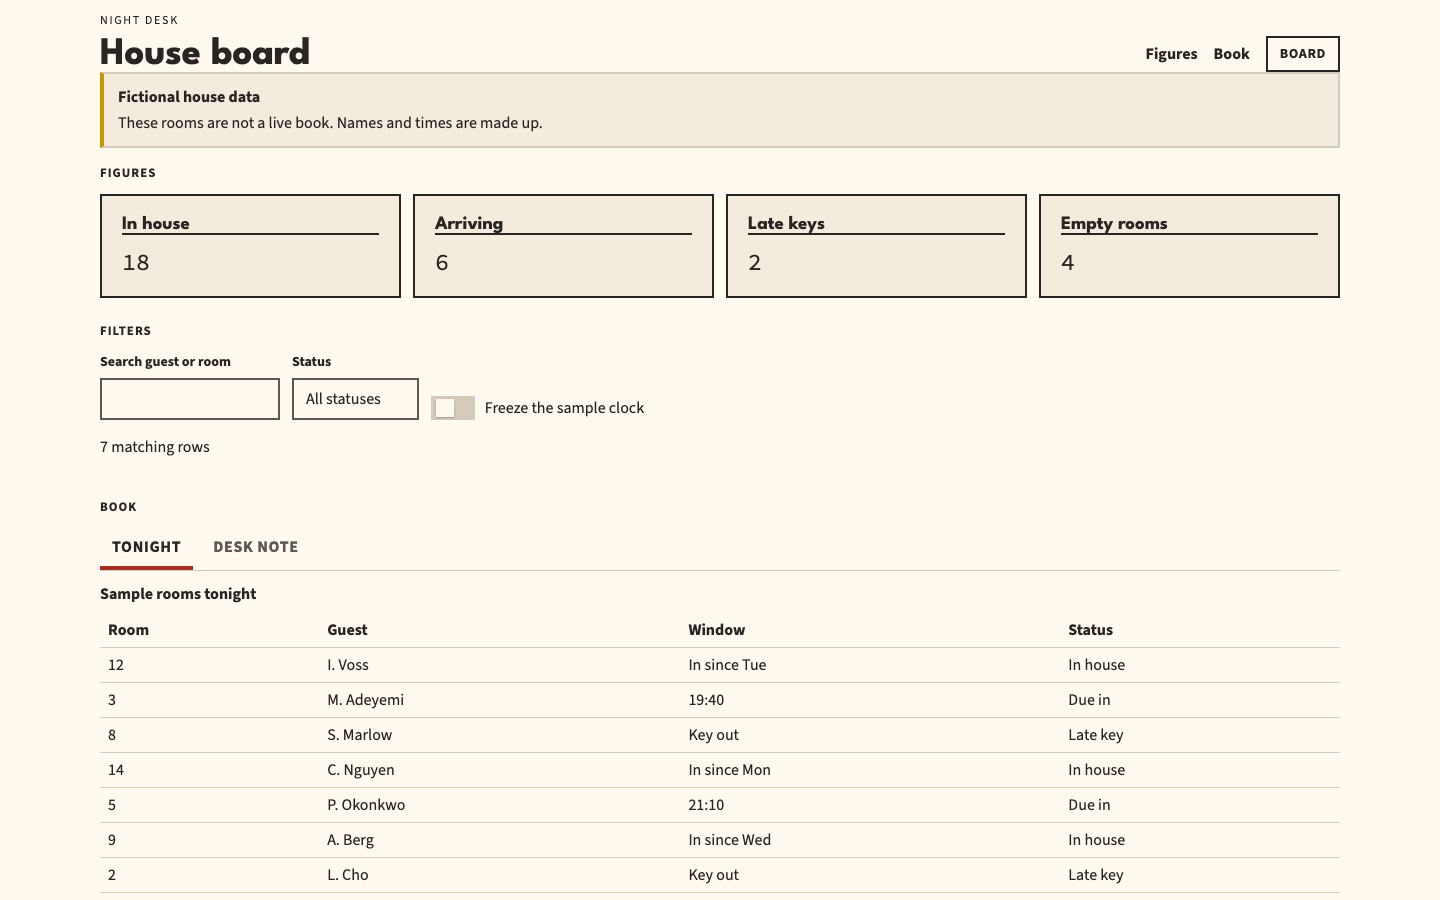 NIGHT DESK
House board
Figures Book BOARD
Fictional house data
These rooms are not a live book. Names and times are made up.
FIGURES
In house Arriving Late keys Empty rooms
18 6 2 4
FILTERS
Search guest or room Status
All statuses
Freeze the sample clock
7 matching rows
BOOK
TONIGHT DESK NOTE
Sample rooms tonight
Room Guest Window Status
12 I. Voss In since Tue In house
3 M. Adeyemi 19:40 Due in
8 S. Marlow Key out Late key
14 C. Nguyen In since Mon In house
5 P. Okonkwo 21:10 Due in
9 A. Berg In since Wed In house
2 L. Cho Key out Late key